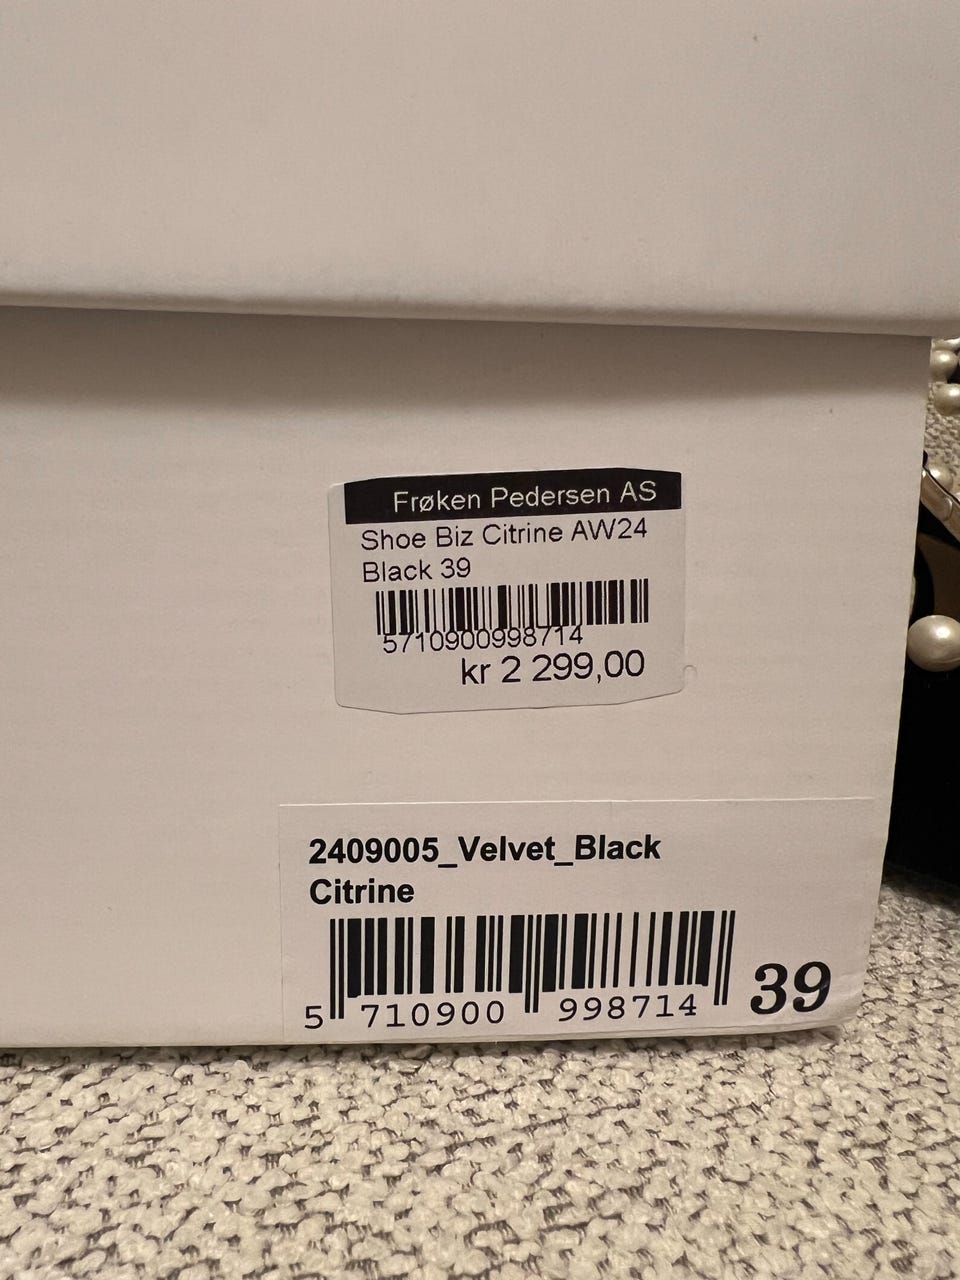 Frøken Pedersen AS
Shoe Biz Citrine AW24
Black 39
5710900998714
kr 2 299,00
2409005_Velvet_Black
Citrine
5 710900 998714
39